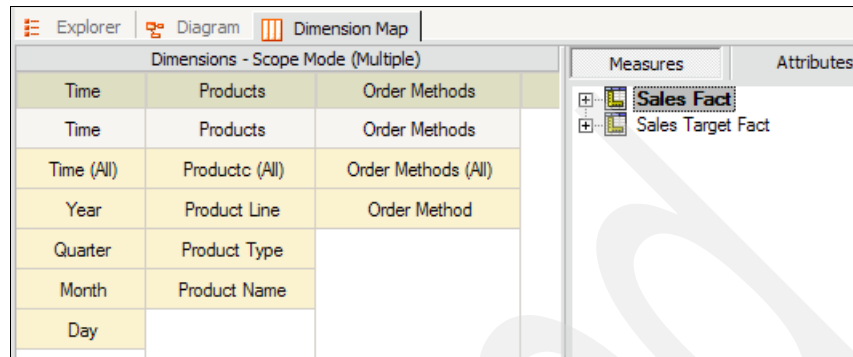 Explorer Diagram Dimension Map
Dimensions - Scope Mode (Multiple)
Time Products Order Methods
Time Products Order Methods
Time (All) Productc (All) Order Methods (All)
Year Product Line Order Method
Quarter Product Type
Month Product Name
Day
Measures Attributes
Sales Fact
Sales Target Fact